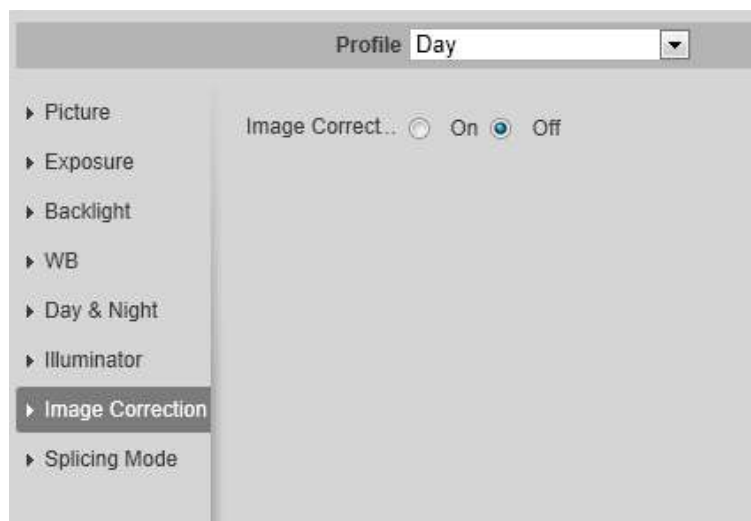 Profile Day
Picture
Image Correct.. On Off
Exposure
Backlight
WB
Day & Night
Illuminator
Image Correction
Splicing Mode